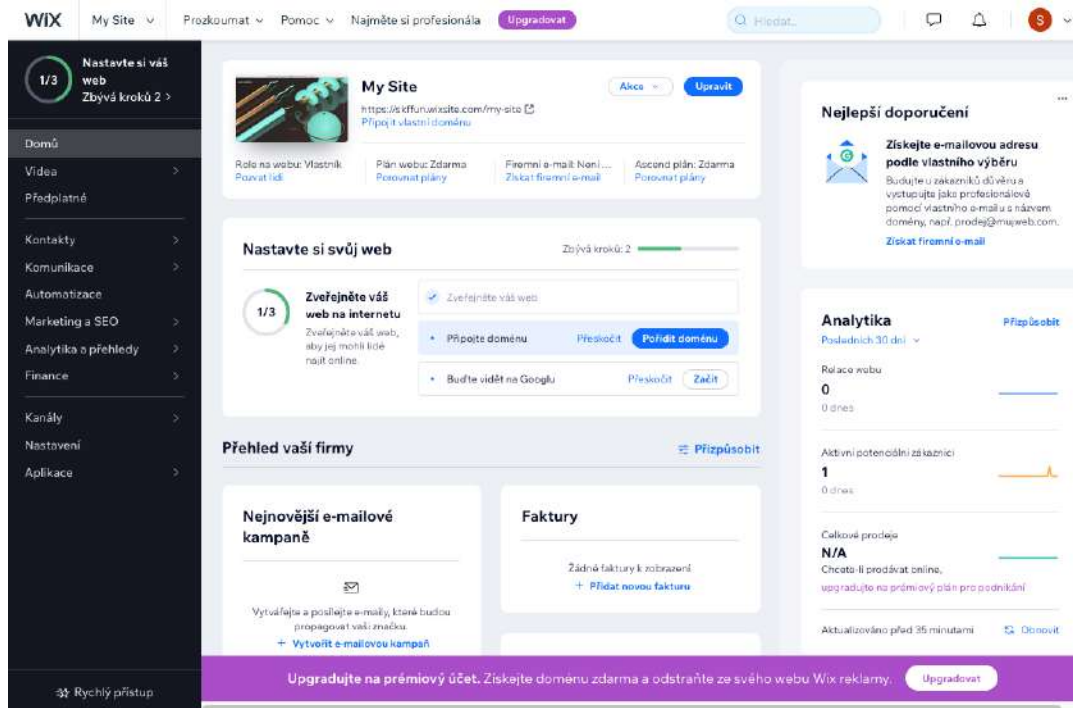 WIX
My Site
Prozkoumat
Pomoc
Najměte si profesionála
Upgradovat
Hledat..
S
1/3
Nastavte si váš
web
Zbývá kroků 2 >
Domů
Videa
Předplatné
Kontakty
Komunikace
Automatizace
Marketing a SEO
Analytika a přehledy
Finance
Kanály
Nastavení
Aplikace
Rychlý přístup
My Site
Akce
Upravit
Připojit vlastní doménu
Role na webu: Vlastník
Pozvat lidi
Plán webu: Zdarma
Porovnat plány
Firemní e-mail: Není ...
Získat firemní e-mail
Ascend plán: Zdarma
Porovnat plány
Nastavte si svůj web
Zbývá kroků: 2
1/3
Zveřejněte váš
web na internetu
Zveřejněte váš web,
aby jej mohli lidé
najít online.
Zveřejněte váš web
Připojte doménu
Přeskočit
Pořídit doménu
Buďte vidět na Googlu
Přeskočit
Začít
Přehled vaší firmy
Přizpůsobit
Nejnovější e-mailové
kampaně
Vytvářejte a posílejte e-maily, které budou
propagovat vaši značku.
+ Vytvořit e-mailovou kampaň
Faktury
Žádné faktury k zobrazení
+ Přidat novou fakturu
Nejlepší doporučení
Získejte e-mailovou adresu
podle vlastního výběru
Budujte u zákazníků důvěru a
vystupujte jako profesionálové
pomocí vlastního e-mailu s názvem
domény, např. prodej@mujweb.com.
Získat firemní e-mail
Analytika
Přizpůsobit
Posledních 30 dní
Relace webu
0
0 dnes
Aktivní potenciální zákazníci
1
0 dnes
Celkové prodeje
N/A
Chcete-li prodávat online,
upgradujte na prémiový plán pro podnikání
Aktualizováno před 35 minutami
Obnovit
Upgradujte na prémiový účet. Získejte doménu zdarma a odstraňte ze svého webu Wix reklamy.
Upgradovat